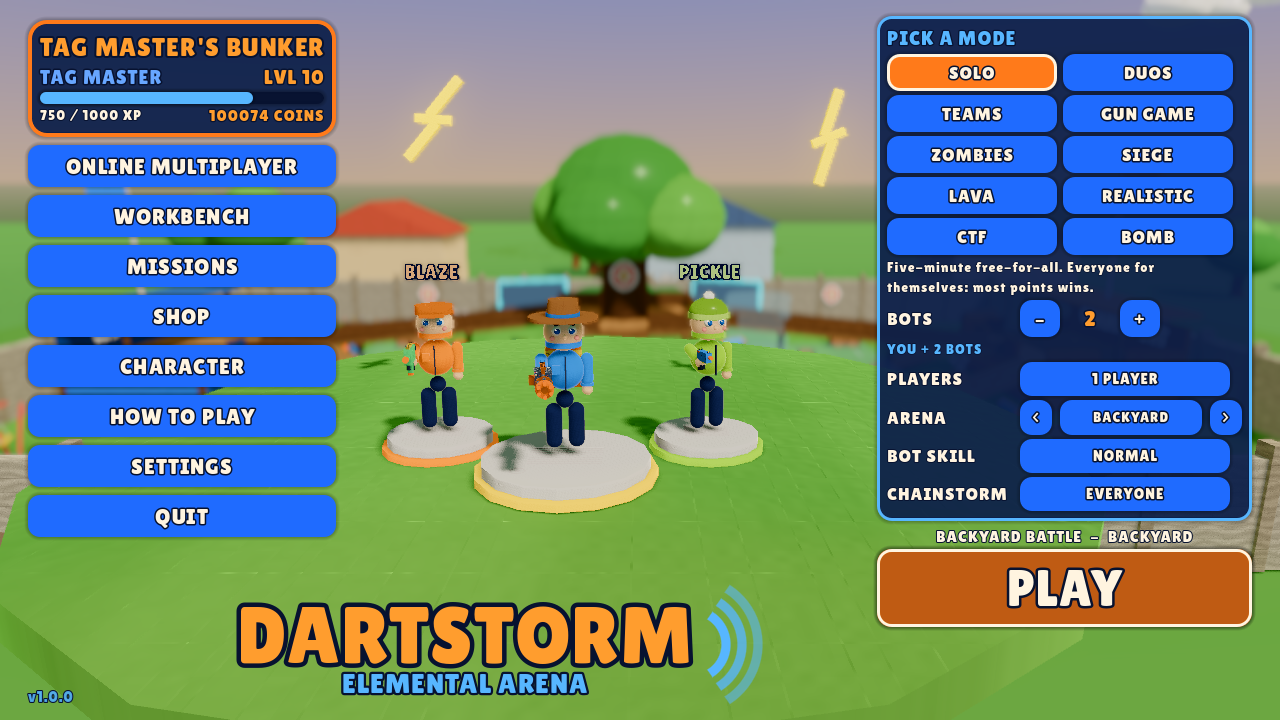 TAG MASTER'S BUNKER
TAG MASTER LVL 10
750 / 1000 XP 100074 COINS
ONLINE MULTIPLAYER
WORKBENCH
MISSIONS
SHOP
CHARACTER
HOW TO PLAY
SETTINGS
QUIT
BLAZE
PICKLE
DARTSTORM
ELEMENTAL ARENA
v1.0.0
PICK A MODE
SOLO DUOS
TEAMS GUN GAME
ZOMBIES SIEGE
LAVA REALISTIC
CTF BOMB
Five-minute free-for-all. Everyone for
themselves: most points wins.
BOTS - 2 +
YOU + 2 BOTS
PLAYERS 1 PLAYER
ARENA < BACKYARD >
BOT SKILL NORMAL
CHAINSTORM EVERYONE
BACKYARD BATTLE - BACKYARD
PLAY